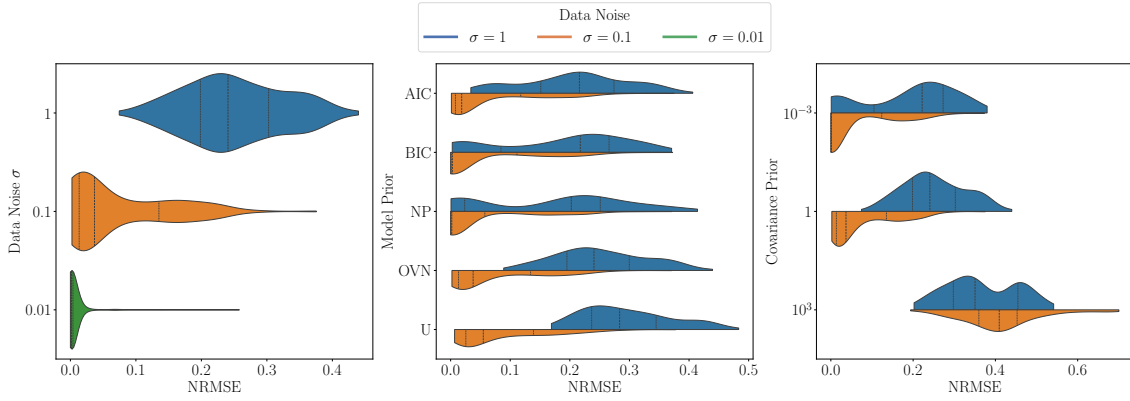 Data Noise
σ = 1
σ = 0.1
σ = 0.01
Data Noise σ
1
0.1
0.01
0.0 0.1 0.2 0.3 0.4
NRMSE
Model Prior
AIC
BIC
NP
OVN
U
0.0 0.1 0.2 0.3 0.4 0.5
NRMSE
Covariance Prior
10⁻³
1
10³
0.0 0.2 0.4 0.6
NRMSE